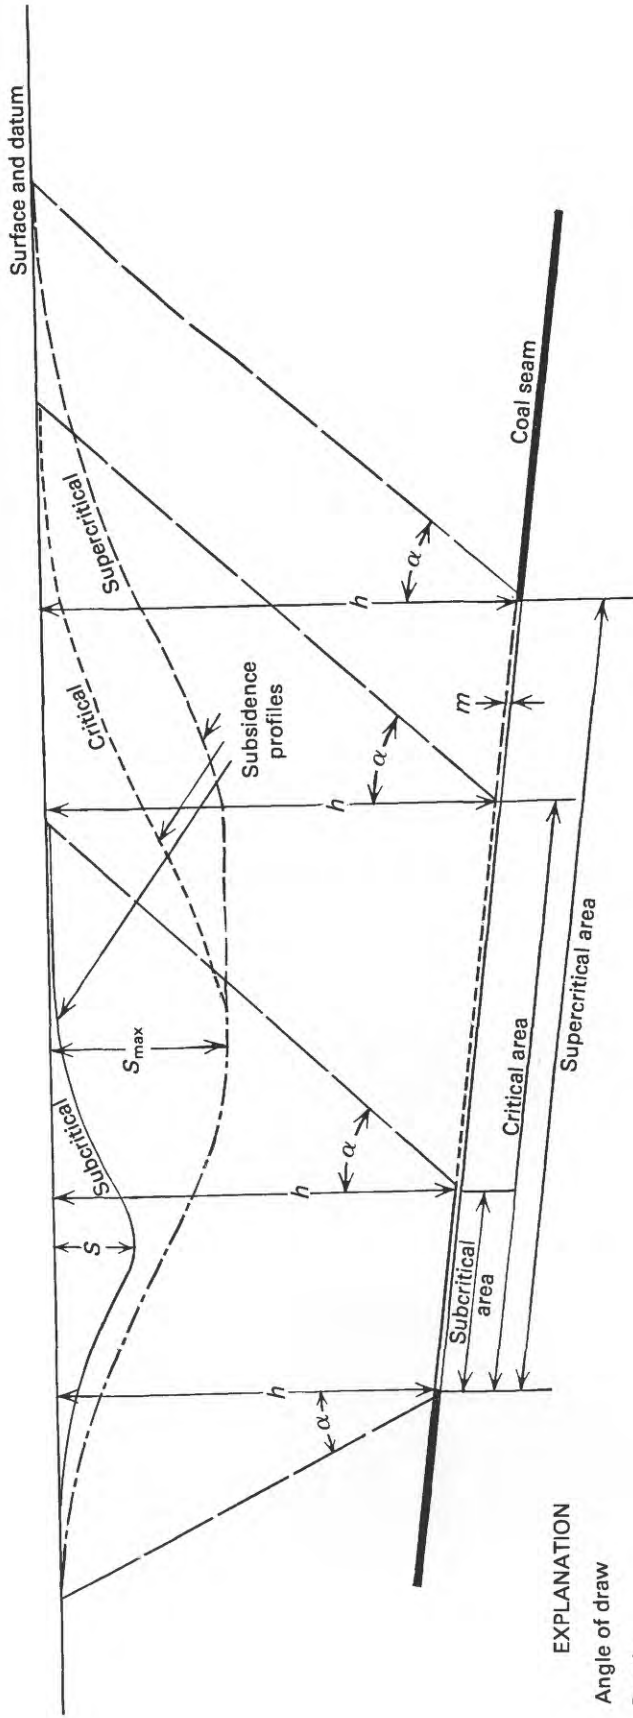 Surface and datum
Supercritical
Critical
Subsidence
profiles
Subcritical
S
Smax
h
h
h
h
α
α
α
α
m
Coal seam
Subcritical
area
Critical area
Supercritical area
EXPLANATION
Angle of draw